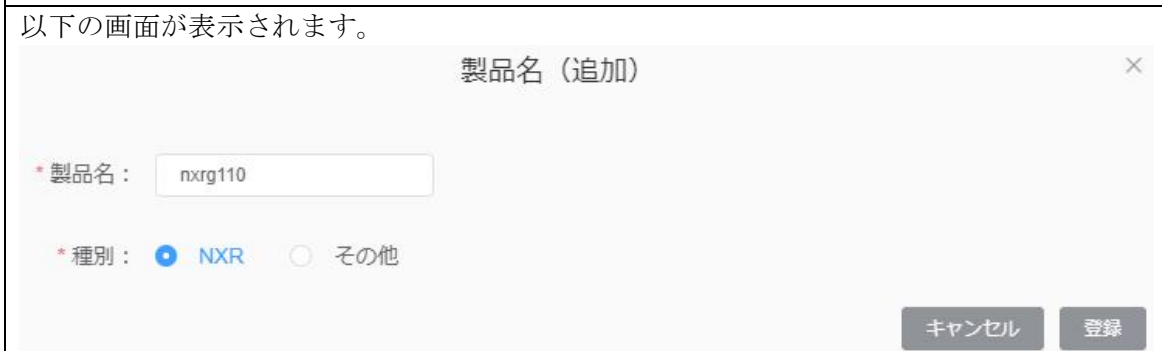 以下の画面が表示されます。
製品名（追加） ×
* 製品名： nxrg110
* 種別： NXR その他
キャンセル 登録